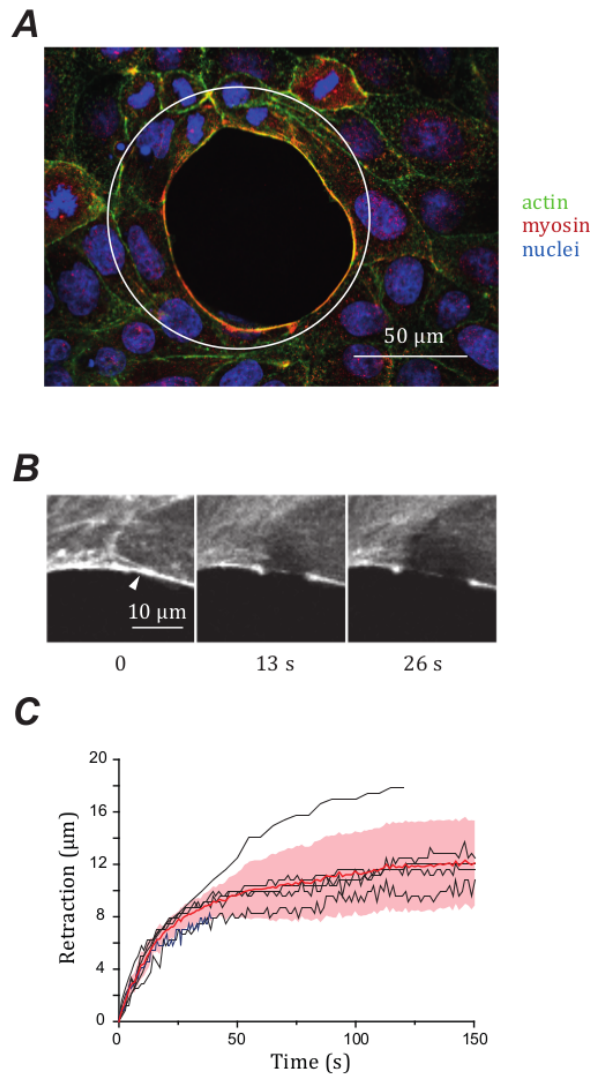 A
actin
myosin
nuclei
50 µm
B
10 µm
0 13 s 26 s
C
20
16
12
8
4
0
Retraction (µm)
0 50 100 150
Time (s)